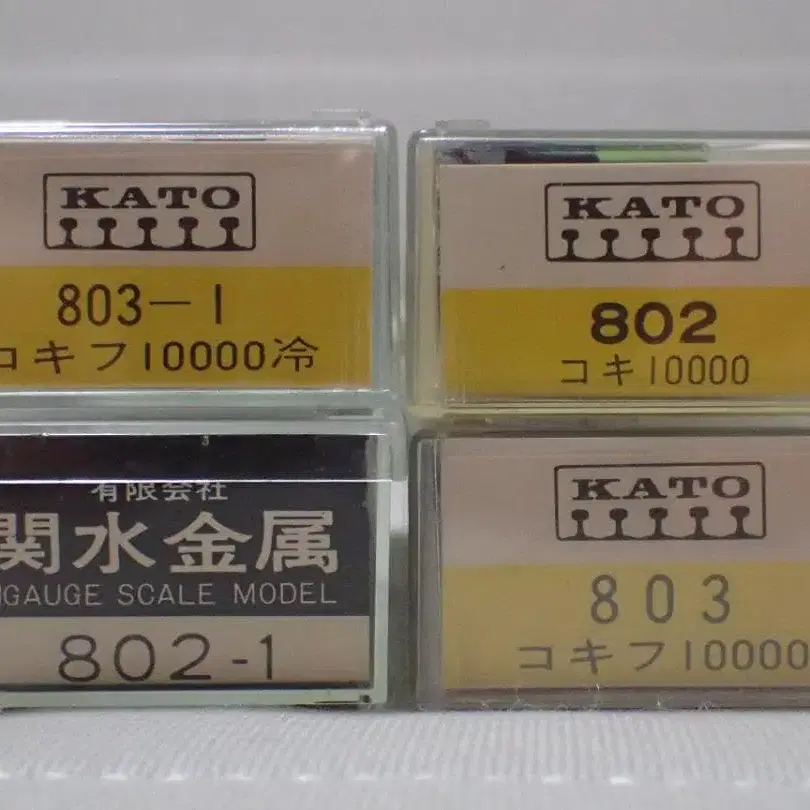 KATO
803-1
コキフ10000冷
KATO
802
コキ10000
有限会社
関水金属
NGAUGE SCALE MODEL
802-1
KATO
803
コキフ10000